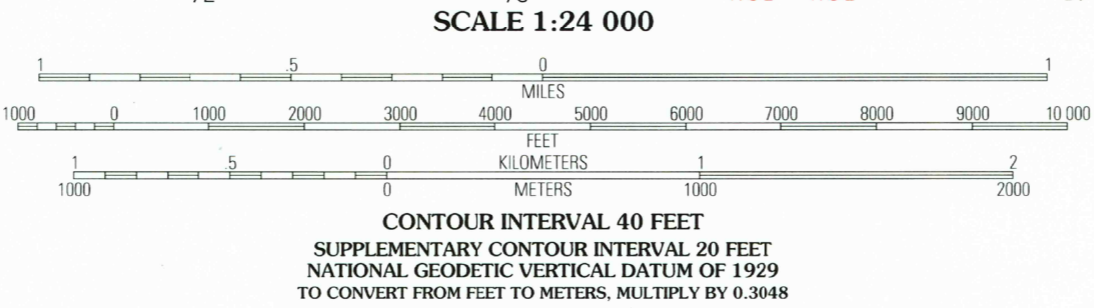 SCALE 1:24 000
1 .5 0 1
MILES
1000 0 1000 2000 3000 4000 5000 6000 7000 8000 9000 10 000
FEET
1 .5 0 KILOMETERS 1 2
1000 0 METERS 1000 2000
CONTOUR INTERVAL 40 FEET
SUPPLEMENTARY CONTOUR INTERVAL 20 FEET
NATIONAL GEODETIC VERTICAL DATUM OF 1929
TO CONVERT FROM FEET TO METERS, MULTIPLY BY 0.3048